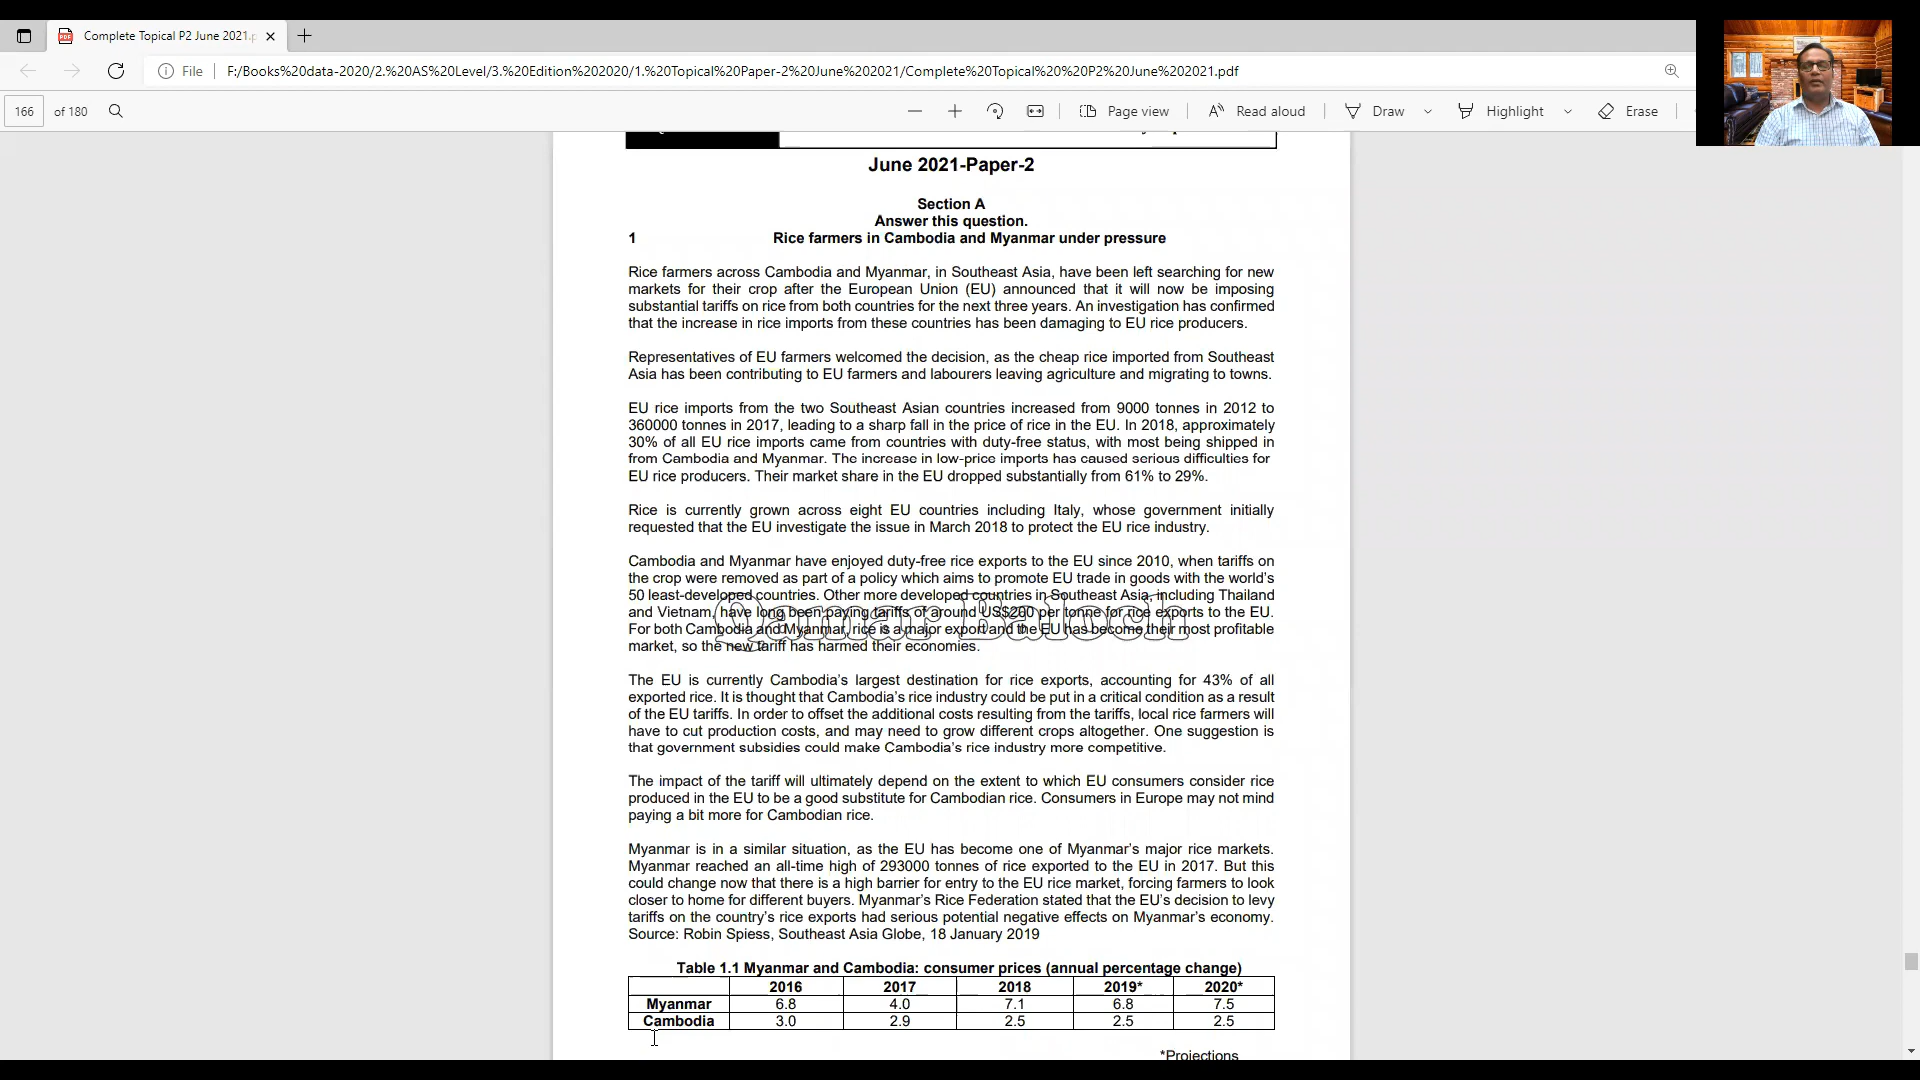 Complete Topical P2 June 2021.p
File
F:/Books%20data-2020/2.%20AS%20Level/3.%20Edition%202020/1.%20Topical%20Paper-2%20June%202021/Complete%20Topical%20%20P2%20June%202021.pdf
166 of 180
Page view
Read aloud
Draw
Highlight
Erase
June 2021-Paper-2
Section A
Answer this question.
1 Rice farmers in Cambodia and Myanmar under pressure
Rice farmers across Cambodia and Myanmar, in Southeast Asia, have been left searching for new
markets for their crop after the European Union (EU) announced that it will now be imposing
substantial tariffs on rice from both countries for the next three years. An investigation has confirmed
that the increase in rice imports from these countries has been damaging to EU rice producers.
Representatives of EU farmers welcomed the decision, as the cheap rice imported from Southeast
Asia has been contributing to EU farmers and labourers leaving agriculture and migrating to towns.
EU rice imports from the two Southeast Asian countries increased from 9000 tonnes in 2012 to
360000 tonnes in 2017, leading to a sharp fall in the price of rice in the EU. In 2018, approximately
30% of all EU rice imports came from countries with duty-free status, with most being shipped in
from Cambodia and Myanmar. The increase in low-price imports has caused serious difficulties for
EU rice producers. Their market share in the EU dropped substantially from 61% to 29%.
Rice is currently grown across eight EU countries including Italy, whose government initially
requested that the EU investigate the issue in March 2018 to protect the EU rice industry.
Cambodia and Myanmar have enjoyed duty-free rice exports to the EU since 2010, when tariffs on
the crop were removed as part of a policy which aims to promote EU trade in goods with the world's
50 least-developed countries. Other more developed countries in Southeast Asia, including Thailand
and Vietnam, have long been paying tariffs of around US$200 per tonne for rice exports to the EU.
For both Cambodia and Myanmar, rice is a major export and the EU has become their most profitable
market, so the new tariff has harmed their economies.
Qamar Baloch
The EU is currently Cambodia's largest destination for rice exports, accounting for 43% of all
exported rice. It is thought that Cambodia's rice industry could be put in a critical condition as a result
of the EU tariffs. In order to offset the additional costs resulting from the tariffs, local rice farmers will
have to cut production costs, and may need to grow different crops altogether. One suggestion is
that government subsidies could make Cambodia's rice industry more competitive.
The impact of the tariff will ultimately depend on the extent to which EU consumers consider rice
produced in the EU to be a good substitute for Cambodian rice. Consumers in Europe may not mind
paying a bit more for Cambodian rice.
Myanmar is in a similar situation, as the EU has become one of Myanmar's major rice markets.
Myanmar reached an all-time high of 293000 tonnes of rice exported to the EU in 2017. But this
could change now that there is a high barrier for entry to the EU rice market, forcing farmers to look
closer to home for different buyers. Myanmar's Rice Federation stated that the EU's decision to levy
tariffs on the country's rice exports had serious potential negative effects on Myanmar's economy.
Source: Robin Spiess, Southeast Asia Globe, 18 January 2019
Table 1.1 Myanmar and Cambodia: consumer prices (annual percentage change)
2016 2017 2018 2019* 2020*
Myanmar 6.8 4.0 7.1 6.8 7.5
Cambodia 3.0 2.9 2.5 2.5 2.5
*Projections